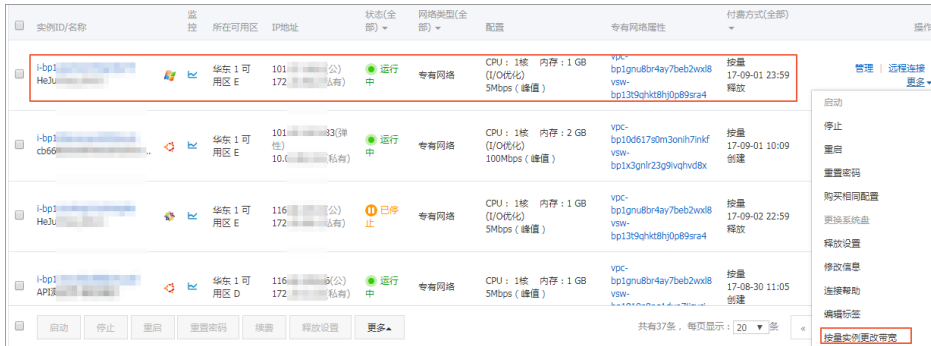 监控
状态(全部)
网络类型(全部)
付费方式(全部)
实例ID/名称
所在可用区
IP地址
配置
专有网络属性
操作
i-bp1
HeJu
华东 1 可用区 E
101 (公)
172 私有)
运行中
专有网络
CPU： 1核 内存：1 GB
(I/O优化)
5Mbps（峰值）
vpc-
bp1gnu8br4ay7beb2wxl8
vsw-
bp13t9qhkt8hj0p89sra4
按量
17-09-01 23:59
释放
管理 | 远程连接
更多
i-bp1
cb66 ..
华东 1 可用区 E
101 83(弹性)
10.0 私有)
运行中
专有网络
CPU： 1核 内存：2 GB
(I/O优化)
100Mbps（峰值）
vpc-
bp10d617s0m3onih7inkf
vsw-
bp1x3gnlr23g9ivqhvd8x
按量
17-09-01 10:09
创建
i-bp1
HeJu
华东 1 可用区 E
116 (公)
172 私有)
已停止
专有网络
CPU： 1核 内存：1 GB
(I/O优化)
5Mbps（峰值）
vpc-
bp1gnu8br4ay7beb2wxl8
vsw-
bp13t9qhkt8hj0p89sra4
按量
17-09-02 22:59
释放
i-bp1
API
华东 1 可用区 D
116 (公)
172 私有)
运行中
专有网络
CPU： 1核 内存：1 GB
5Mbps（峰值）
vpc-
bp1gnu8br4ay7beb2wxl8
vsw-
按量
17-08-30 11:05
创建
启动
停止
重启
重置密码
购买相同配置
更换系统盘
释放设置
修改信息
连接帮助
编辑标签
按量实例更改带宽
启动 停止 重启 重置密码 续费 释放设置 更多
共有37条，每页显示：20 条 «